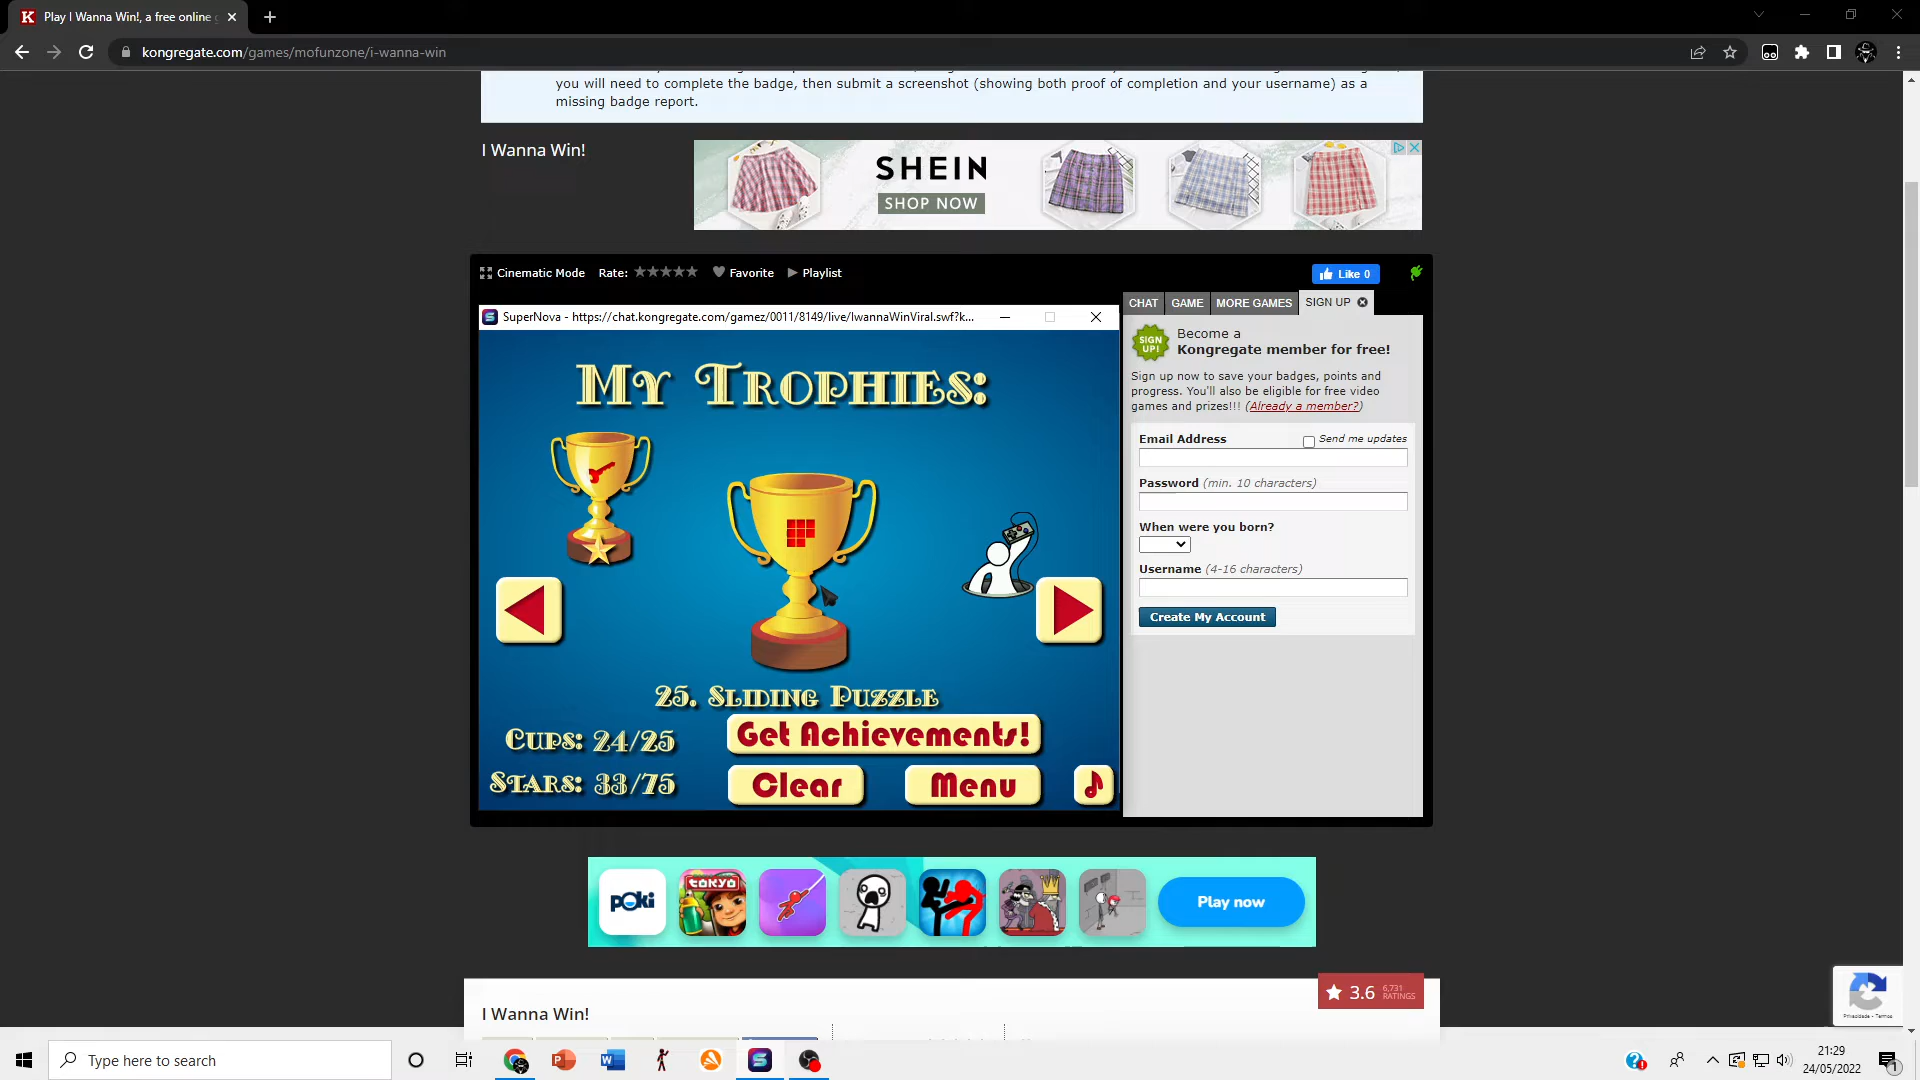 Play I Wanna Win!, a free online
kongregate.com/games/mofunzone/i-wanna-win
you will need to complete the badge, then submit a screenshot (showing both proof of completion and your username) as a
missing badge report.
I Wanna Win!
SHEIN
SHOP NOW
Cinematic Mode
Rate:
Favorite
Playlist
Like 0
CHAT
GAME
MORE GAMES
SIGN UP
SuperNova - https://chat.kongregate.com/gamez/0011/8149/live/IwannaWinViral.swf?k...
My Trophies:
25. Sliding Puzzle
Cups: 24/25
Get Achievements!
Stars: 33/75
Clear
Menu
SIGN
UP!
Become a
Kongregate member for free!
Sign up now to save your badges, points and
progress. You'll also be eligible for free video
games and prizes!!! (Already a member?)
Email Address
Send me updates
Password (min. 10 characters)
When were you born?
Username (4-16 characters)
Create My Account
poki
TOKYO
Play now
3.6
6,731
RATINGS
I Wanna Win!
Privacidade - Termos
Type here to search
21:29
24/05/2022
1